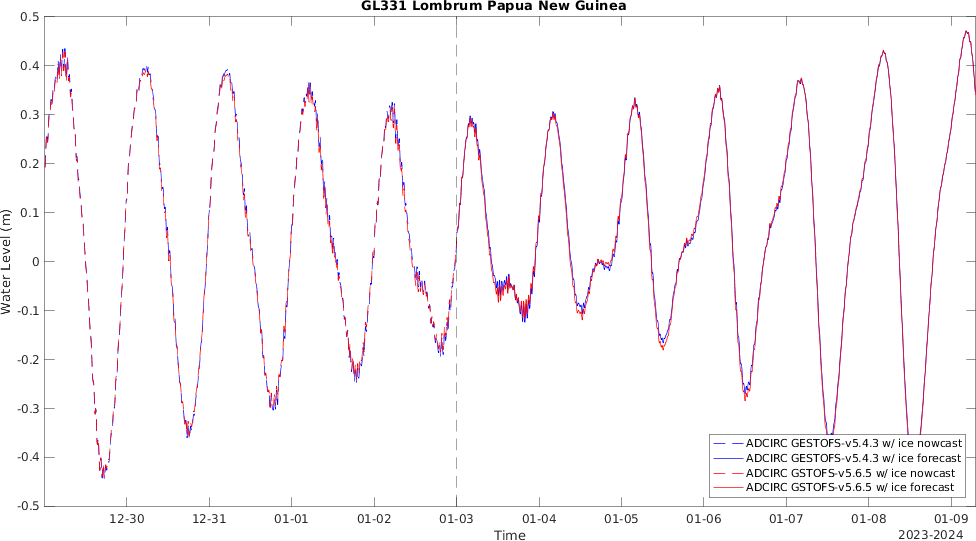 GL331 Lombrum Papua New Guinea
0.5
0.4
0.3
0.2
0.1
0
-0.1
-0.2
-0.3
-0.4
-0.5
Water Level (m)
ADCIRC GESTOFS-v5.4.3 w/ ice nowcast
ADCIRC GESTOFS-v5.4.3 w/ ice forecast
ADCIRC GSTOFS-v5.6.5 w/ ice nowcast
ADCIRC GSTOFS-v5.6.5 w/ ice forecast
12-30 12-31 01-01 01-02 01-03 01-04 01-05 01-06 01-07 01-08 01-09
Time
2023-2024